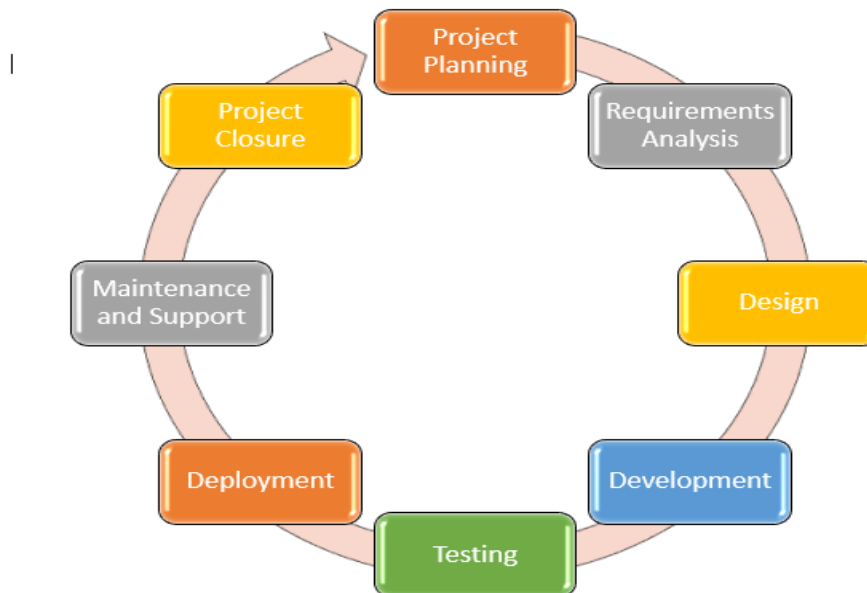 Project
Planning
Requirements
Analysis
Design
Development
Testing
Deployment
Maintenance
and Support
Project
Closure